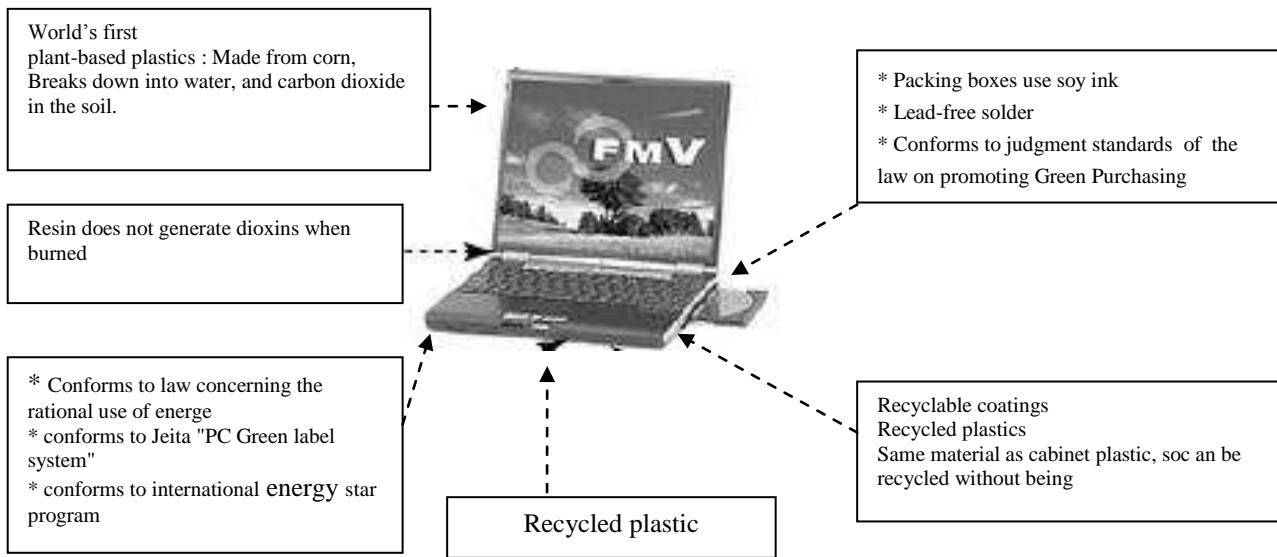 World's first
plant-based plastics : Made from corn,
Breaks down into water, and carbon dioxide
in the soil.
Resin does not generate dioxins when
burned
* Conforms to law concerning the
rational use of energe
* conforms to Jeita "PC Green label
system"
* conforms to international energy star
program
FMV
Recycled plastic
* Packing boxes use soy ink
* Lead-free solder
* Conforms to judgment standards of the
law on promoting Green Purchasing
Recyclable coatings
Recycled plastics
Same material as cabinet plastic, soc an be
recycled without being